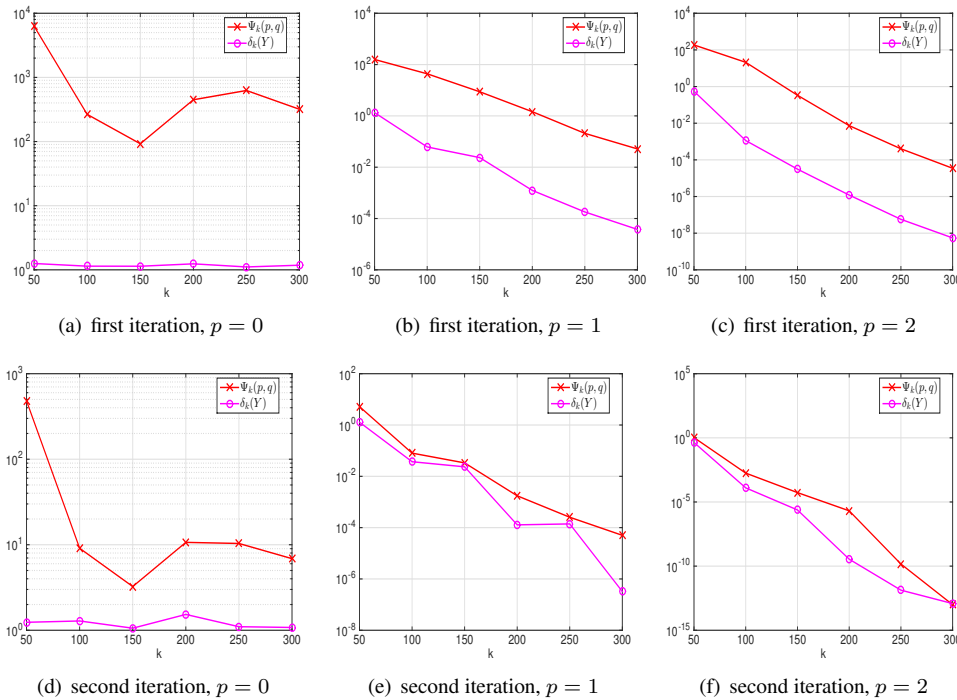 10^4
10^3
10^2
10^1
10^0
50 100 150 200 250 300
k
Ψ_k(p, q)
δ_k(Y)
(a) first iteration, p = 0
10^2
10^0
10^-2
10^-4
10^-6
50 100 150 200 250 300
k
Ψ_k(p, q)
δ_k(Y)
(b) first iteration, p = 1
10^4
10^2
10^0
10^-2
10^-4
10^-6
10^-8
10^-10
50 100 150 200 250 300
k
Ψ_k(p, q)
δ_k(Y)
(c) first iteration, p = 2
10^3
10^2
10^1
10^0
50 100 150 200 250 300
k
Ψ_k(p, q)
δ_k(Y)
(d) second iteration, p = 0
10^2
10^0
10^-2
10^-4
10^-6
10^-8
50 100 150 200 250 300
k
Ψ_k(p, q)
δ_k(Y)
(e) second iteration, p = 1
10^5
10^0
10^-5
10^-10
10^-15
50 100 150 200 250 300
k
Ψ_k(p, q)
δ_k(Y)
(f) second iteration, p = 2